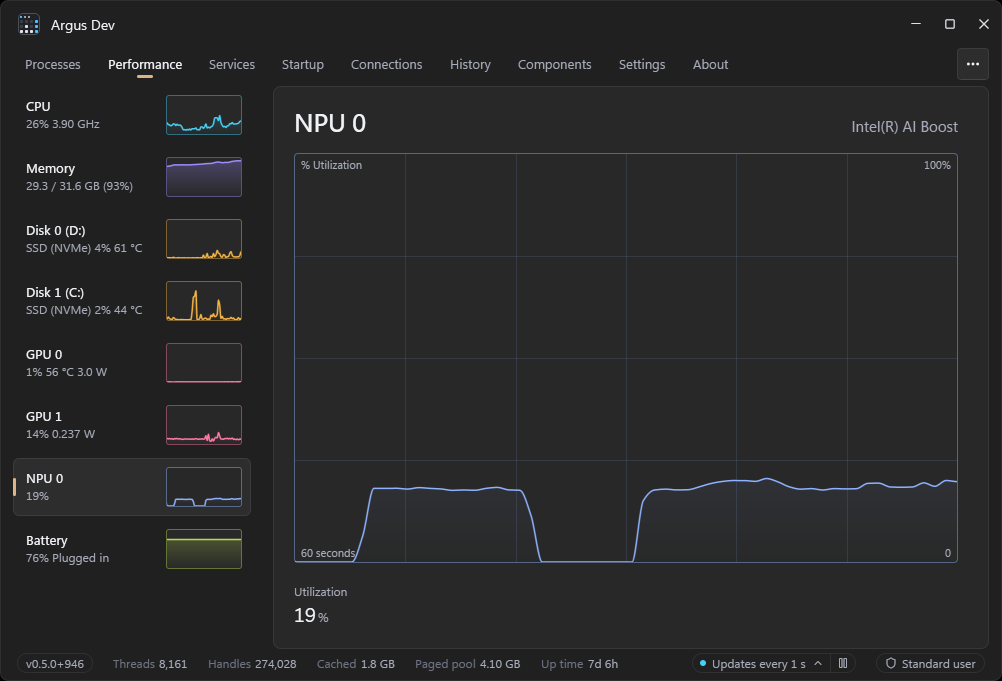 Argus Dev
Processes Performance Services Startup Connections History Components Settings About
CPU
26% 3.90 GHz
Memory
29.3 / 31.6 GB (93%)
Disk 0 (D:)
SSD (NVMe) 4% 61 °C
Disk 1 (C:)
SSD (NVMe) 2% 44 °C
GPU 0
1% 56 °C 3.0 W
GPU 1
14% 0.237 W
NPU 0
19%
Battery
76% Plugged in
NPU 0
Intel(R) AI Boost
% Utilization 100%
60 seconds 0
Utilization
19%
v0.5.0+946 Threads 8,161 Handles 274,028 Cached 1.8 GB Paged pool 4.10 GB Up time 7d 6h Updates every 1 s Standard user